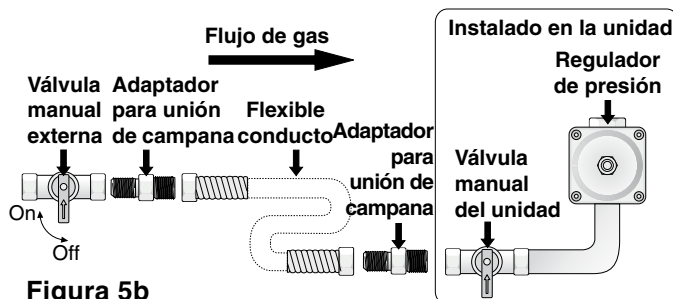 Flujo de gas
Instalado en la unidad
Regulador
de presión
Válvula
manual
externa
Adaptador
para unión
de campana
Flexible
conducto
Adaptador
para
unión de
campana
Válvula
manual
del unidad
On
Off
Figura 5b